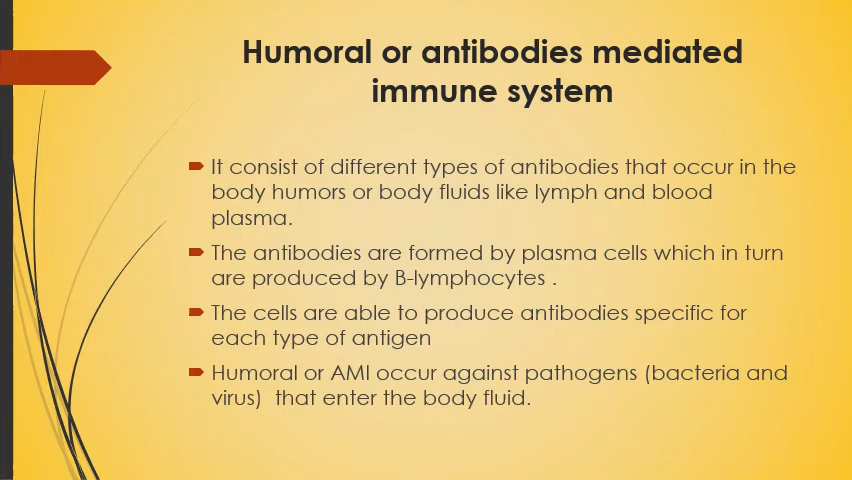 Humoral or antibodies mediated
immune system
It consist of different types of antibodies that occur in the
body humors or body fluids like lymph and blood
plasma.
The antibodies are formed by plasma cells which in turn
are produced by B-lymphocytes .
The cells are able to produce antibodies specific for
each type of antigen
Humoral or AMI occur against pathogens (bacteria and
virus)  that enter the body fluid.